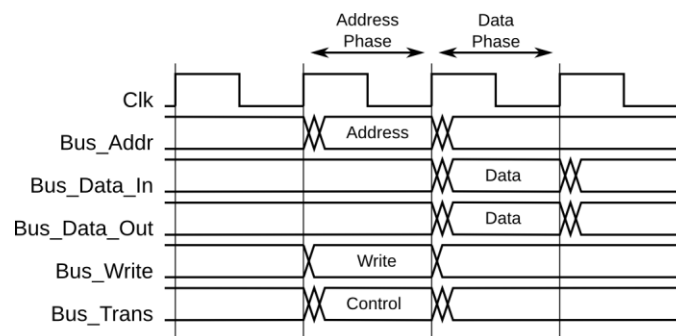 Address
Phase
Data
Phase
Clk
Bus_Addr
Address
Bus_Data_In
Data
Bus_Data_Out
Data
Bus_Write
Write
Bus_Trans
Control